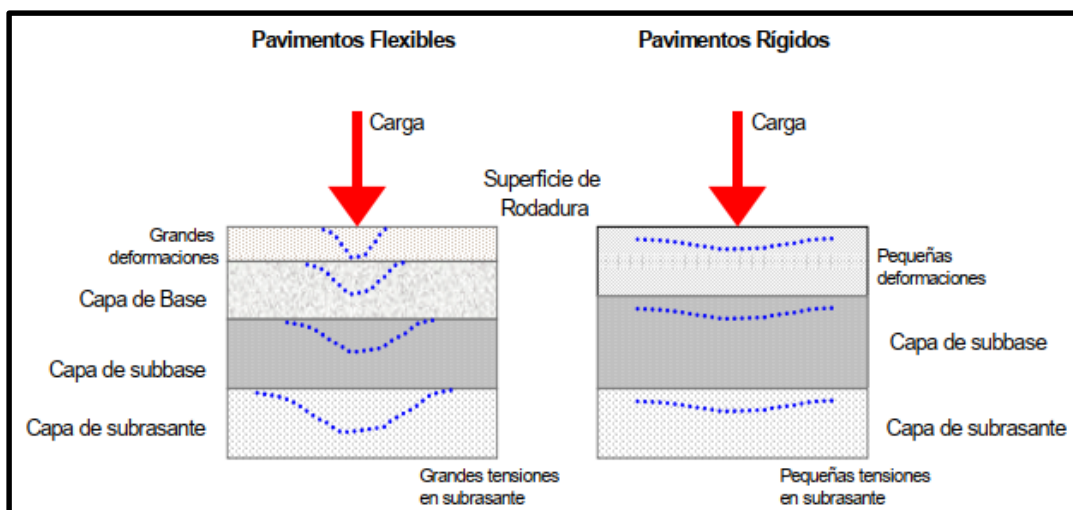 Pavimentos Flexibles
Pavimentos Rígidos
Carga
Carga
Superficie de
Rodadura
Grandes
deformaciones
Capa de Base
Capa de subbase
Capa de subrasante
Grandes tensiones
en subrasante
Pequeñas
deformaciones
Capa de subbase
Capa de subrasante
Pequeñas tensiones
en subrasante